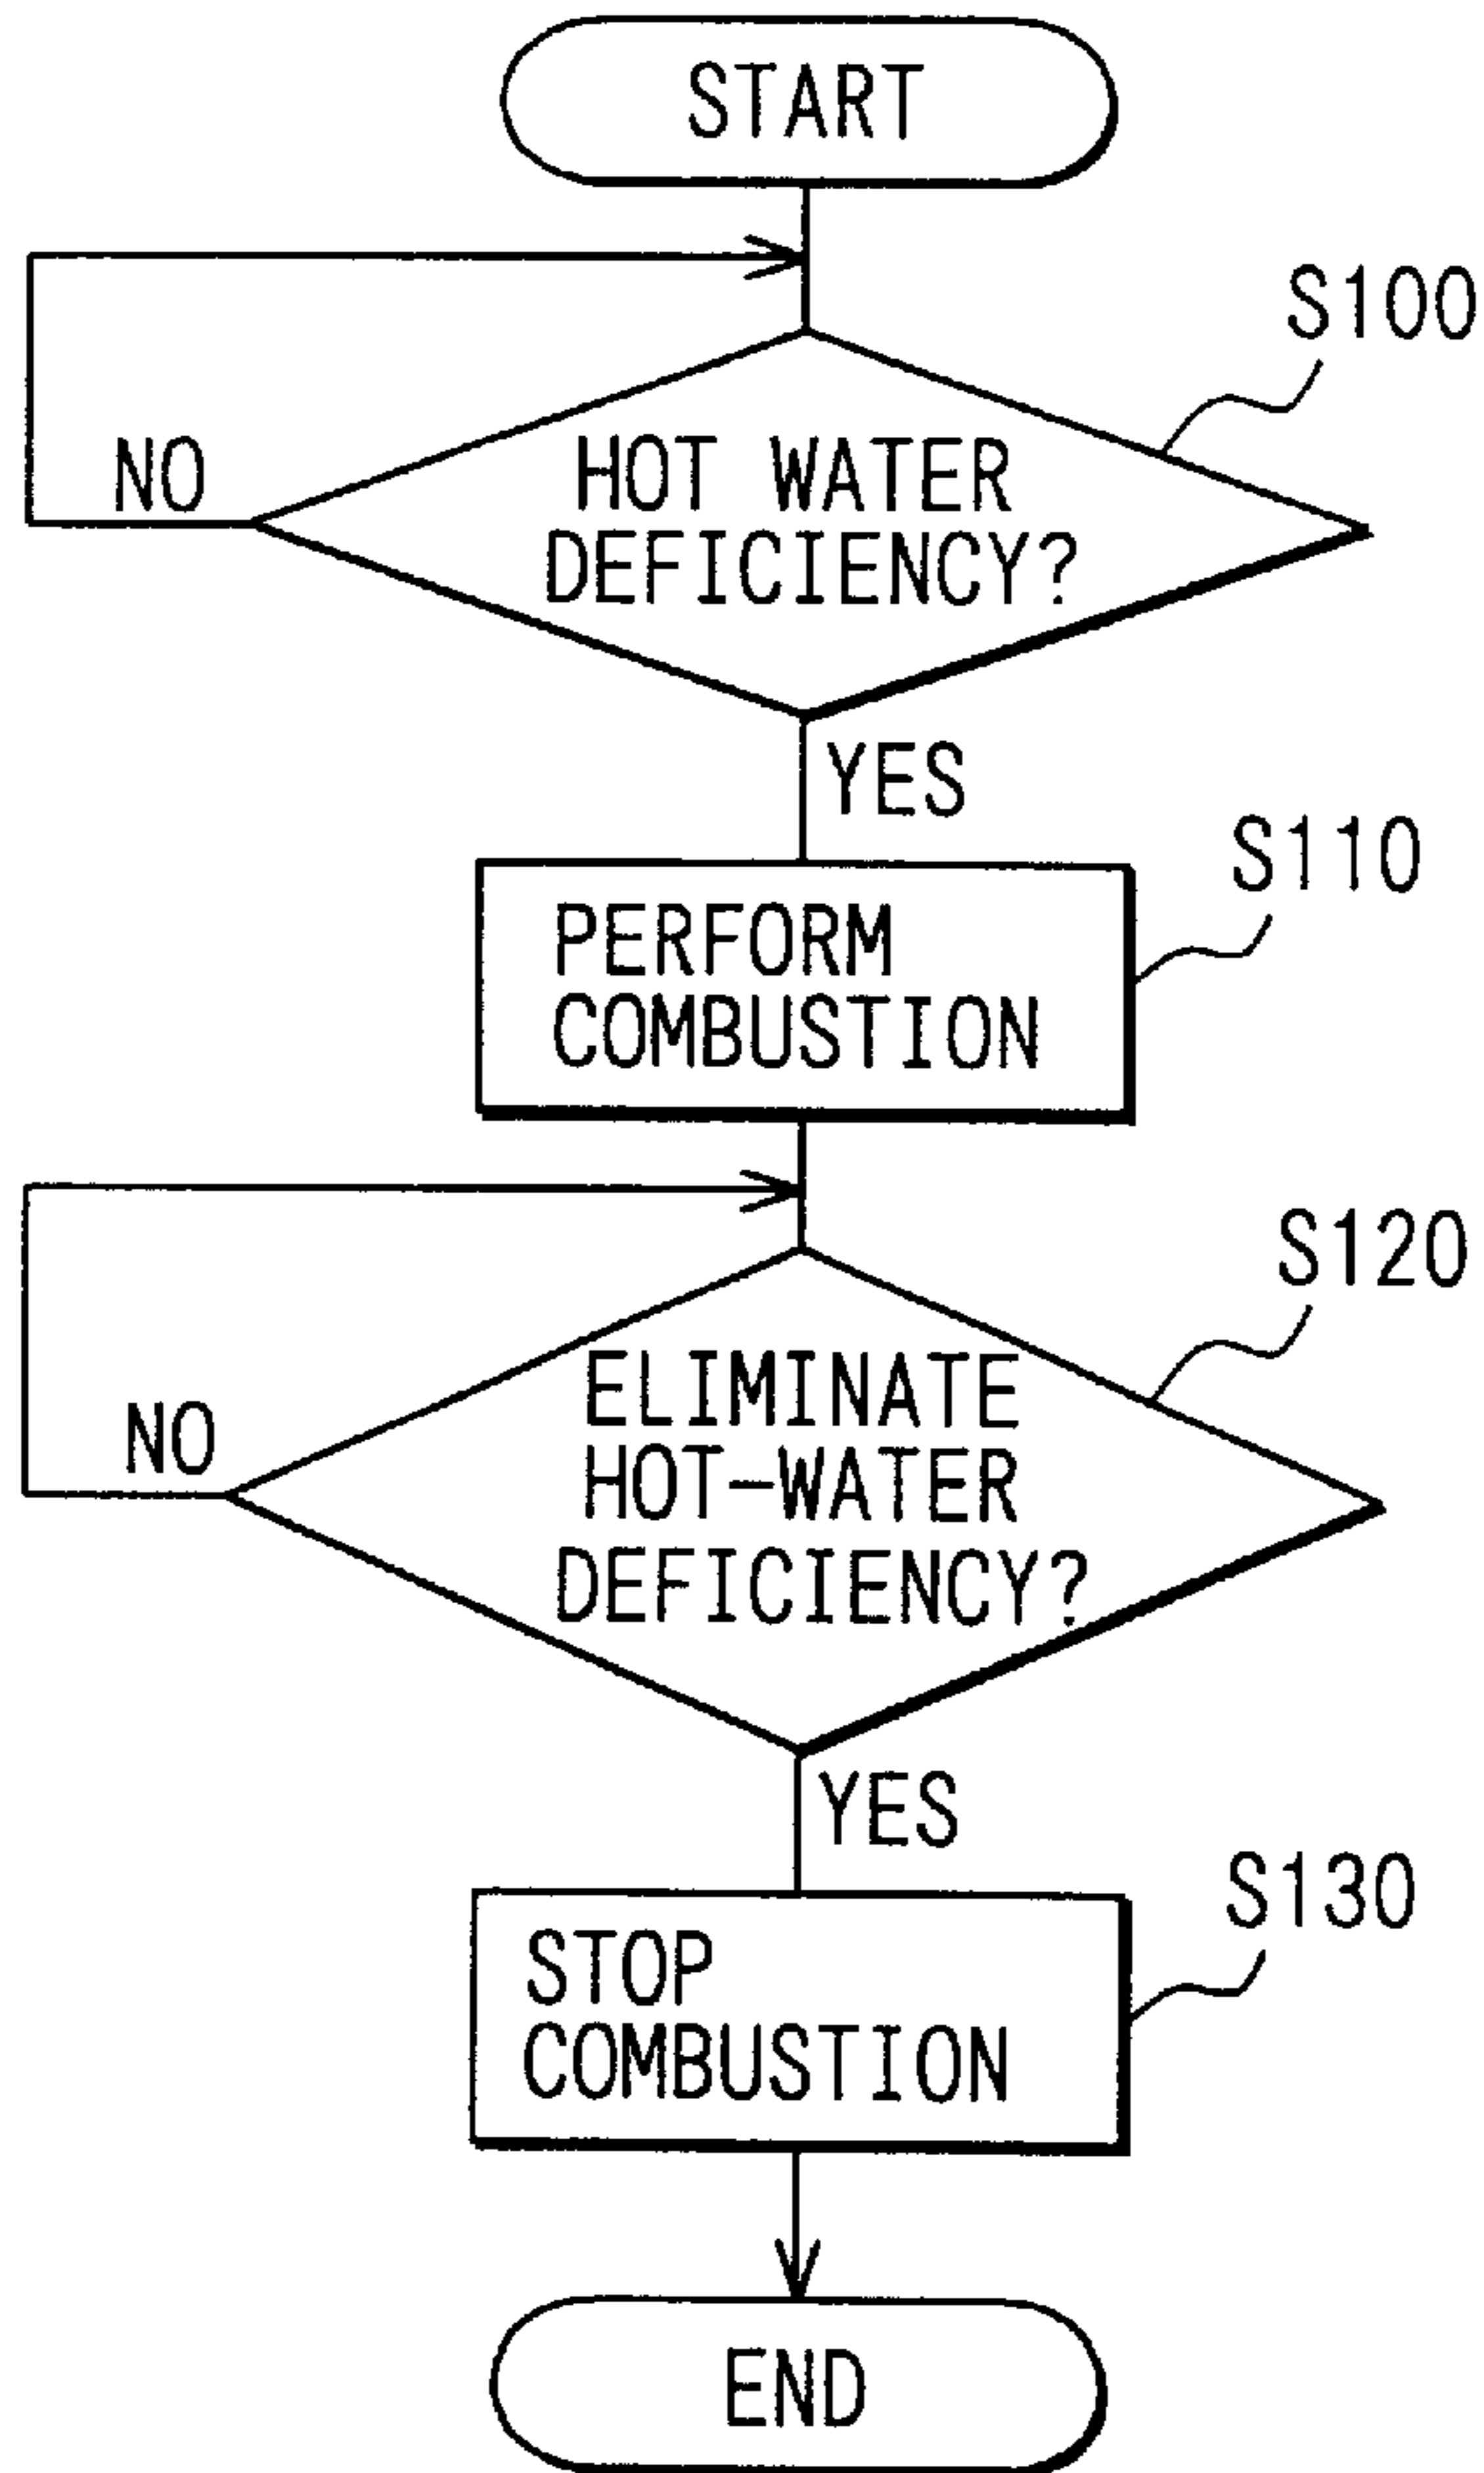 START
S100
NO
HOT WATER
DEFICIENCY?
YES
S110
PERFORM
COMBUSTION
S120
ELIMINATE
NO
HOT-WATER
DEFICIENCY?
YES
S130
STOP
COMBUSTION
END